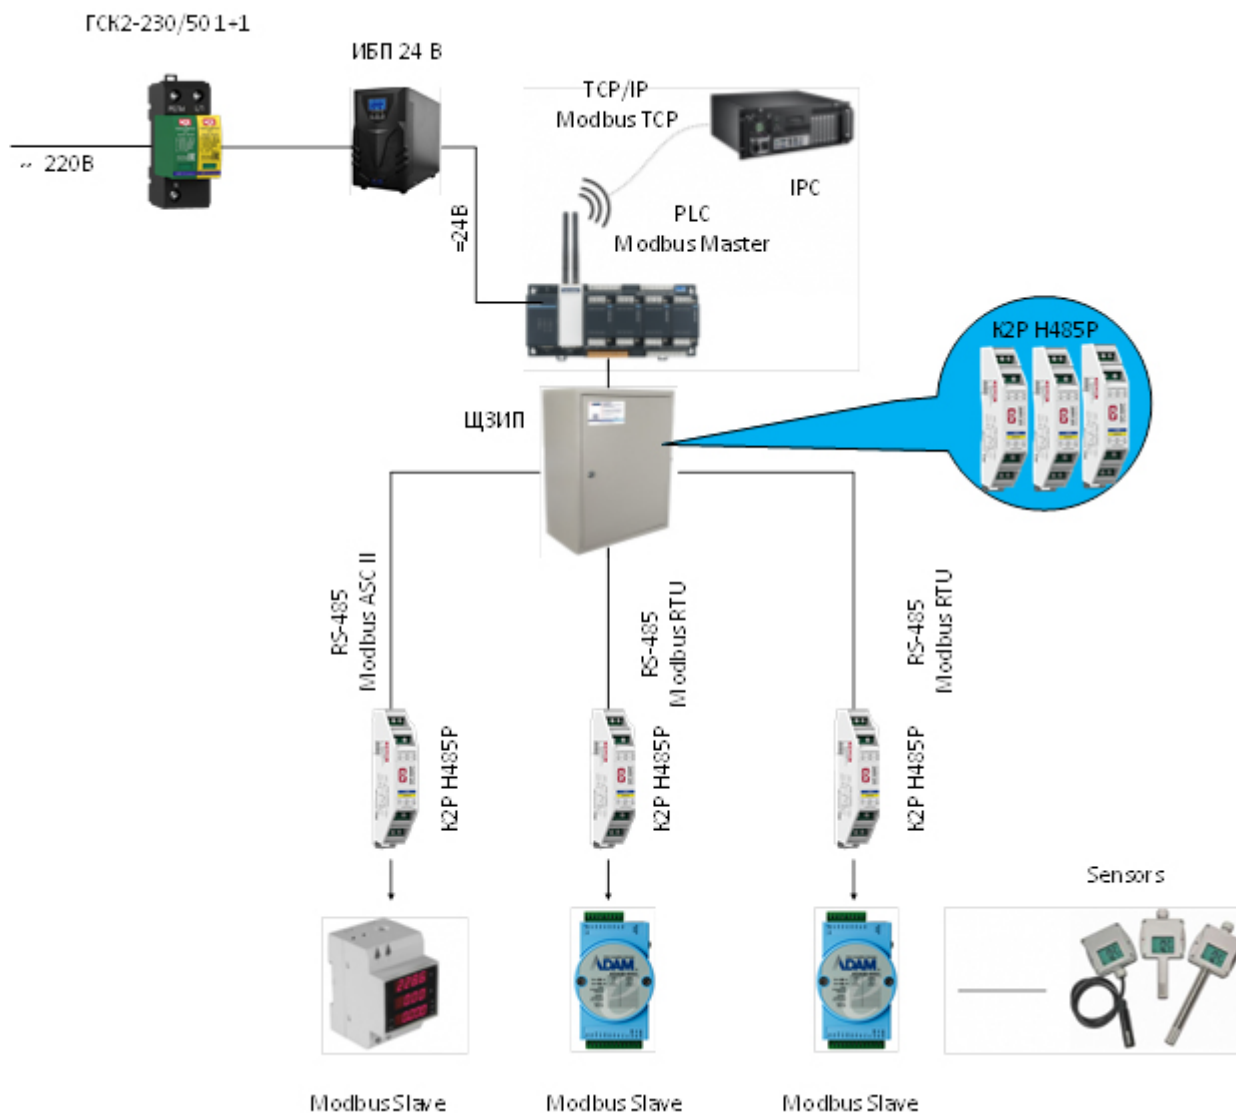 ГСК2-230/50 1+1
ИБП 24 В
TCP/IP
Modbus TCP
~ 220В
IPC
=24В
PLC
Modbus Master
К2Р Н485Р
ЩЗИП
RS-485
Modbus ASC II
RS-485
Modbus RTU
RS-485
Modbus RTU
К2Р Н485Р
К2Р Н485Р
К2Р Н485Р
Sensors
ADAM
ADAM
Modbus Slave
Modbus Slave
Modbus Slave